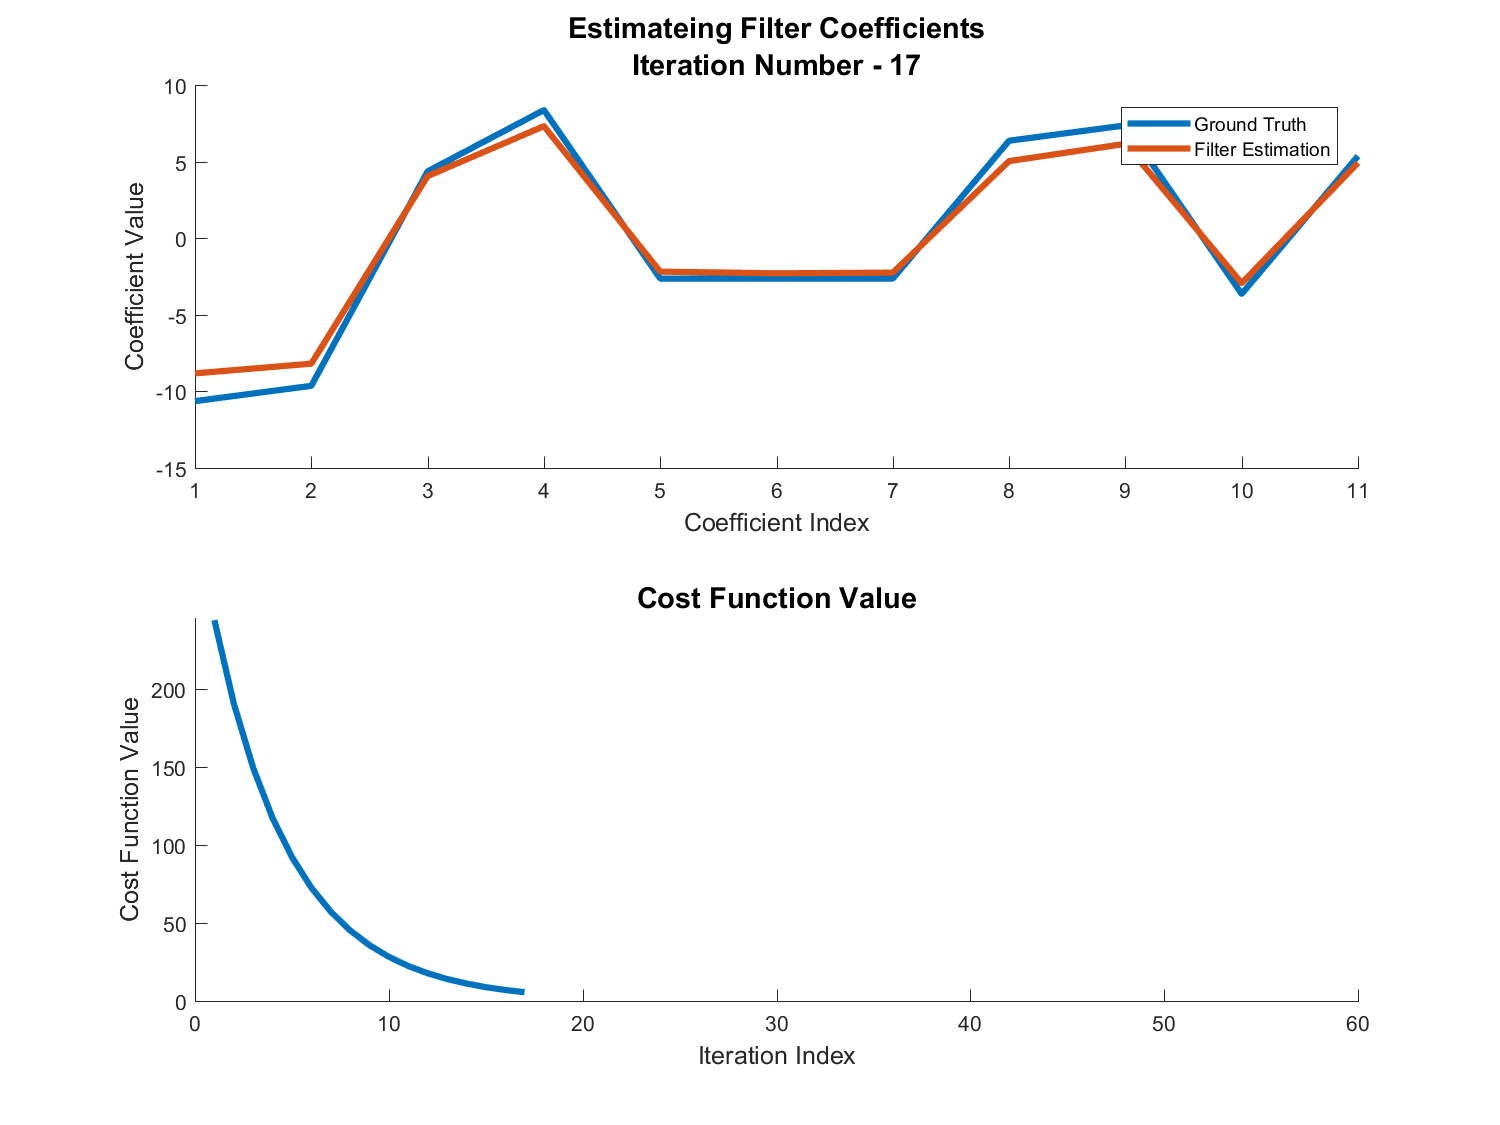 Estimateing Filter Coefficients
Iteration Number - 17
10
5
0
-5
-10
-15
Coefficient Value
Ground Truth
Filter Estimation
1 2 3 4 5 6 7 8 9 10 11
Coefficient Index
Cost Function Value
200
150
100
50
0
Cost Function Value
0 10 20 30 40 50 60
Iteration Index